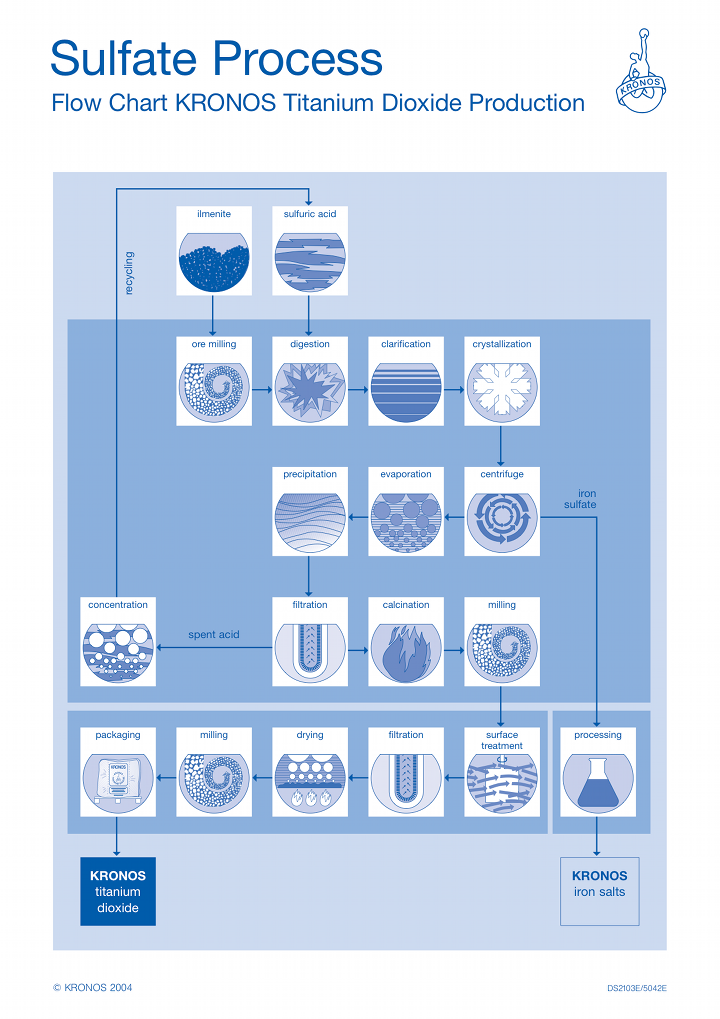 Sulfate Process
Flow Chart KRONOS Titanium Dioxide Production
KRONOS
recycling
ilmenite
sulfuric acid
ore milling
digestion
clarification
crystallization
precipitation
evaporation
centrifuge
iron
sulfate
concentration
spent acid
filtration
calcination
milling
packaging
KRONOS
milling
drying
filtration
surface
treatment
processing
KRONOS
titanium
dioxide
KRONOS
iron salts
© KRONOS 2004
DS2103E/5042E